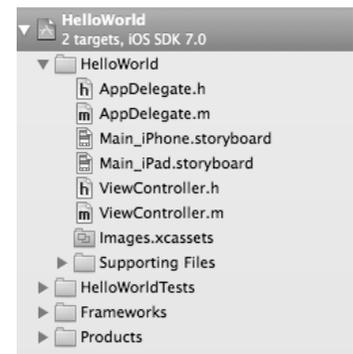 HelloWorld
2 targets, iOS SDK 7.0
HelloWorld
h AppDelegate.h
m AppDelegate.m
Main_iPhone.storyboard
Main_iPad.storyboard
h ViewController.h
m ViewController.m
Images.xcassets
Supporting Files
HelloWorldTests
Frameworks
Products